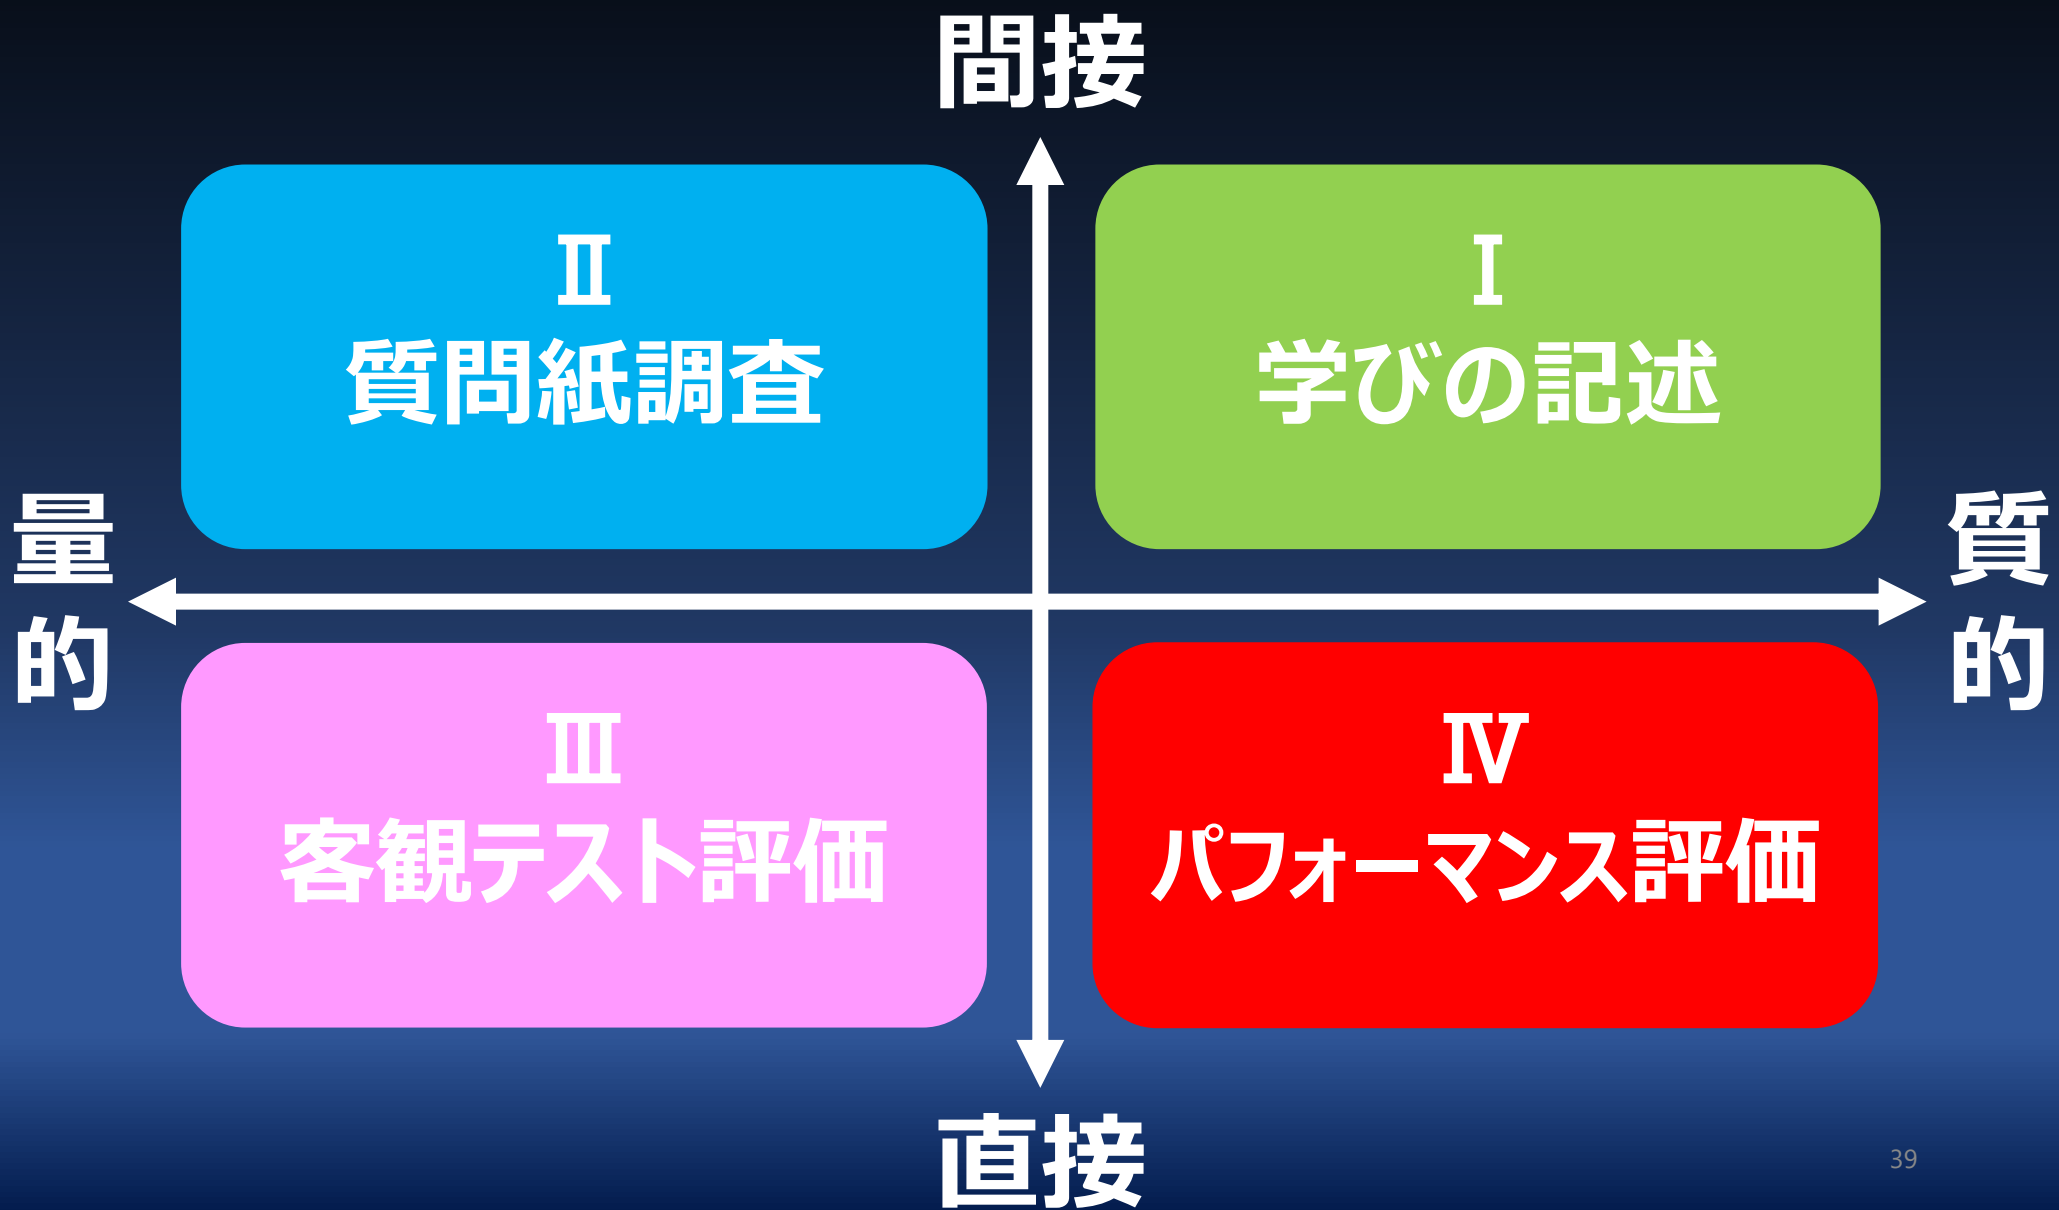 間接
Ⅱ
質問紙調査
Ⅰ
学びの記述
量的
質的
Ⅲ
客観テスト評価
Ⅳ
パフォーマンス評価
直接
39